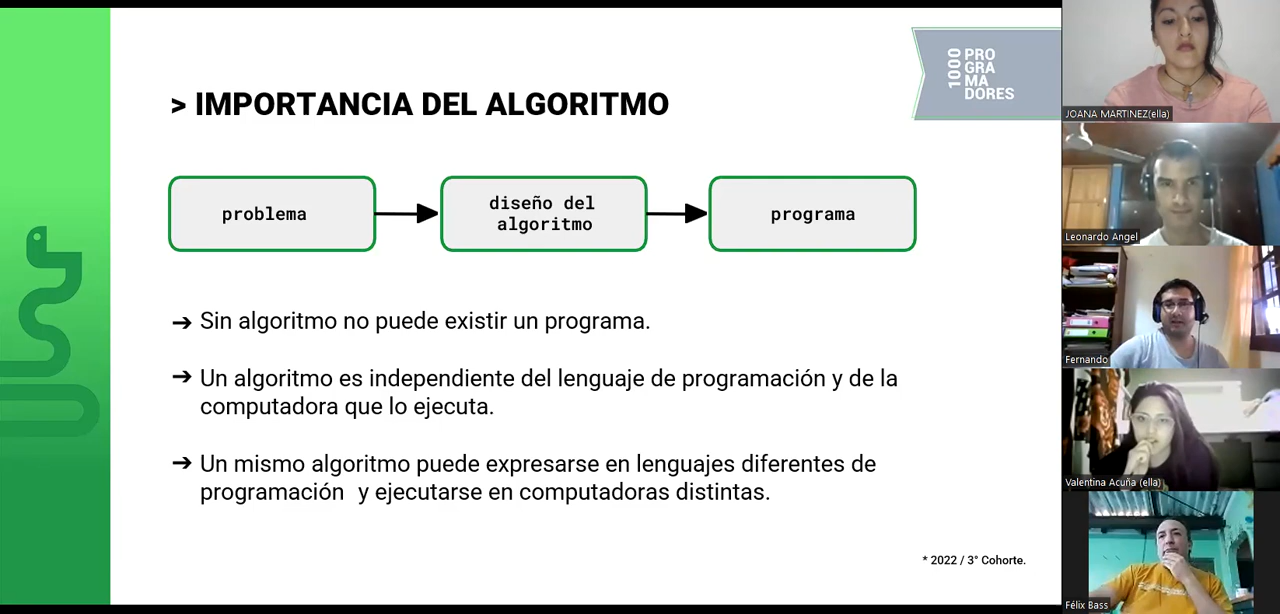 1000
PRO
GRA
MA
DORES
> IMPORTANCIA DEL ALGORITMO
problema
diseño del
algoritmo
programa
➔ Sin algoritmo no puede existir un programa.
➔ Un algoritmo es independiente del lenguaje de programación y de la
computadora que lo ejecuta.
➔ Un mismo algoritmo puede expresarse en lenguajes diferentes de
programación y ejecutarse en computadoras distintas.
* 2022 / 3° Cohorte.
JOANA MARTINEZ(ella)
Leonardo Angel
Fernando
Valentina Acuña (ella)
Félix Bass